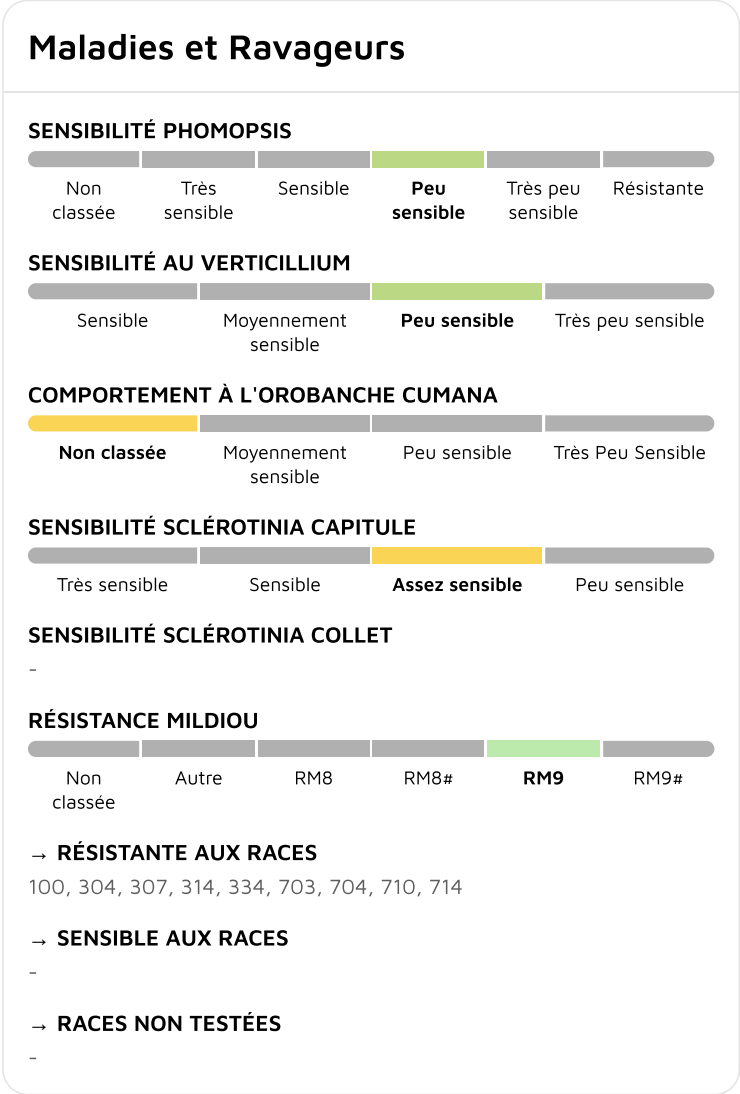 Maladies et Ravageurs
SENSIBILITÉ PHOMOPSIS
Non classée
Très sensible
Sensible
Peu sensible
Très peu sensible
Résistante
SENSIBILITÉ AU VERTICILLIUM
Sensible
Moyennement sensible
Peu sensible
Très peu sensible
COMPORTEMENT À L'OROBANCHE CUMANA
Non classée
Moyennement sensible
Peu sensible
Très Peu Sensible
SENSIBILITÉ SCLÉROTINIA CAPITULE
Très sensible
Sensible
Assez sensible
Peu sensible
SENSIBILITÉ SCLÉROTINIA COLLET
-
RÉSISTANCE MILDIOU
Non classée
Autre
RM8
RM8#
RM9
RM9#
→ RÉSISTANTE AUX RACES
100, 304, 307, 314, 334, 703, 704, 710, 714
→ SENSIBLE AUX RACES
-
→ RACES NON TESTÉES
-